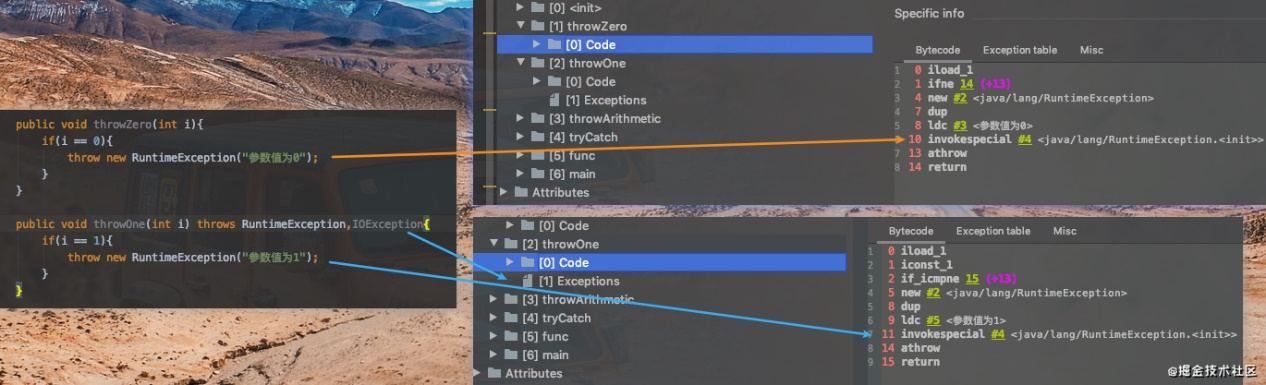 public void throwZero(int i){
if(i == 0){
throw new RuntimeException("参数值为0");
}
}
public void throwOne(int i) throws RuntimeException,IOException{
if(i == 1){
throw new RuntimeException("参数值为1");
}
}
[0] <init>
[1] throwZero
[0] Code
[2] throwOne
[0] Code
[1] Exceptions
[3] throwArithmetic
[4] tryCatch
[5] func
[6] main
Attributes
Specific info
Bytecode Exception table Misc
1 0 iload_1
2 1 ifne 14 (+13)
3 4 new #2 <java/lang/RuntimeException>
4 7 dup
5 8 ldc #3 <参数值为0>
6 10 invokespecial #4 <java/lang/RuntimeException.<init>>
7 13 athrow
8 14 return
[0] Code
[2] throwOne
[0] Code
[1] Exceptions
[3] throwArithmetic
[4] tryCatch
[5] func
[6] main
Attributes
Bytecode Exception table Misc
1 0 iload_1
2 1 iconst_1
3 2 if_icmpne 15 (+13)
4 5 new #2 <java/lang/RuntimeException>
5 8 dup
6 9 ldc #5 <参数值为1>
7 11 invokespecial #4 <java/lang/RuntimeException.<init>>
8 14 athrow
9 15 return
@掘金技术社区